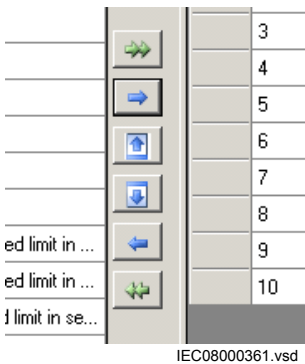 3
4
5
6
7
8
ed limit in ...
9
ed limit in ...
10
d limit in se...
IEC08000361.vsd